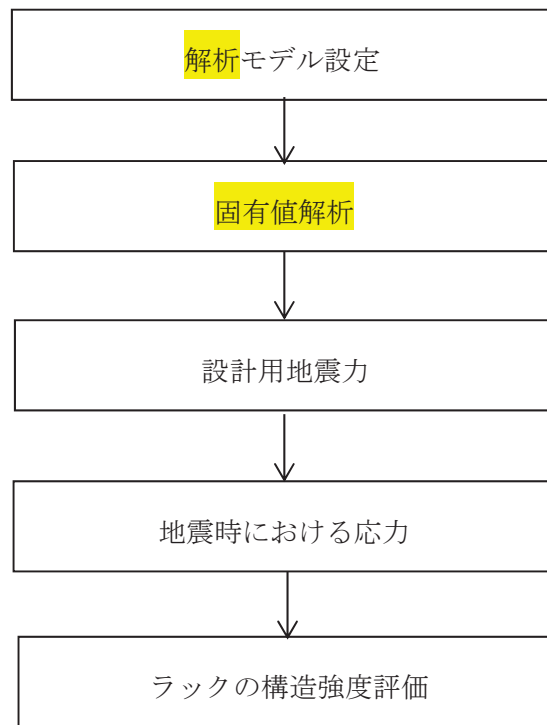 解析モデル設定
固有値解析
設計用地震力
地震時における応力
ラックの構造強度評価